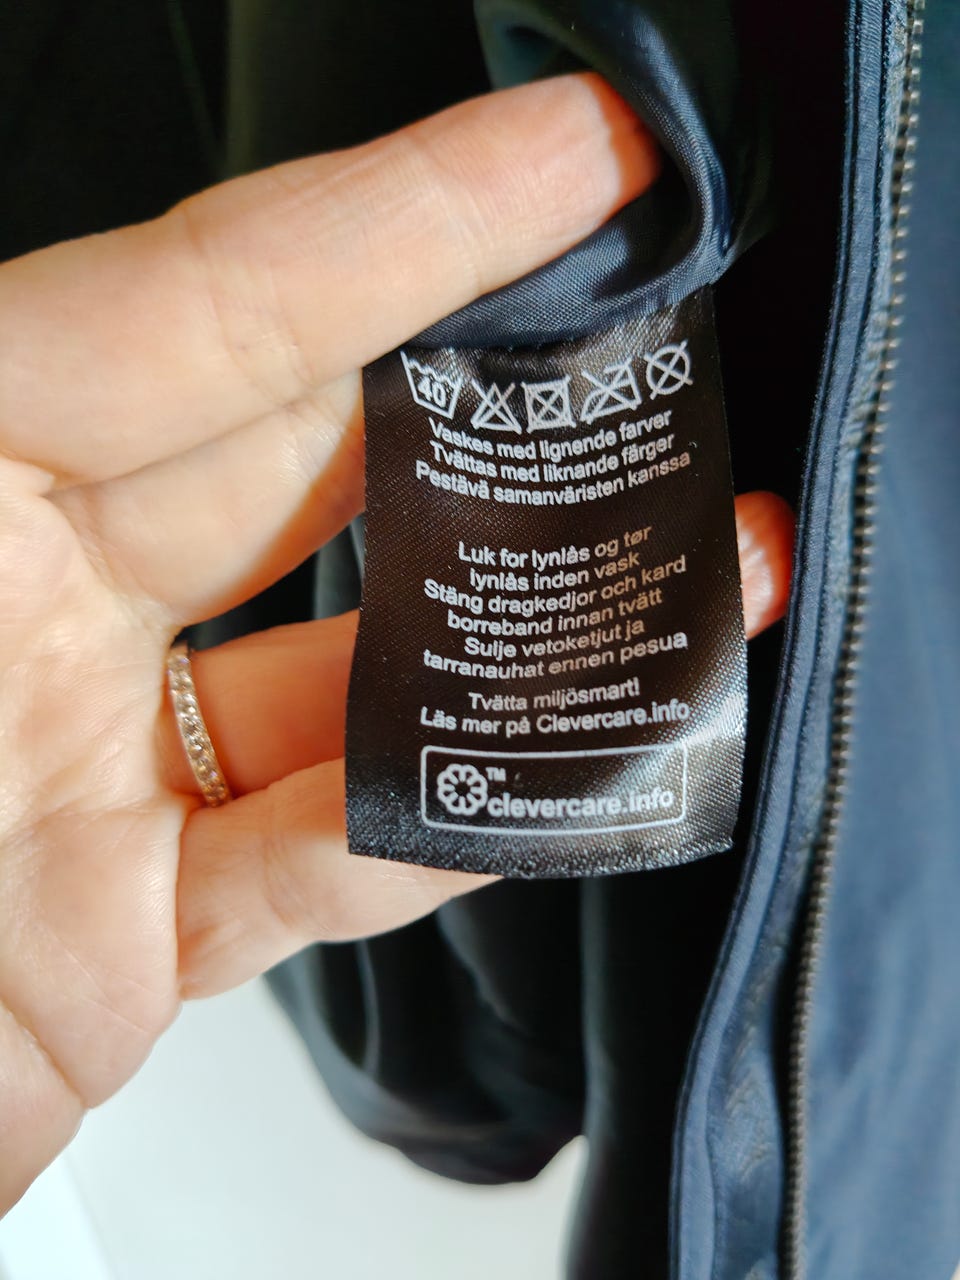 40
Vaskes med lignende farver
Tvättas med liknande färger
Pestävä samanväristen kanssa
Luk for lynlås og tør
lynlås inden vask
Stäng dragkedjor och kard
borreband innan tvätt
Sulje vetoketjut ja
tarranauhat ennen pesua
Tvätta miljösmart!
Läs mer på Clevercare.info
TM
clevercare.info